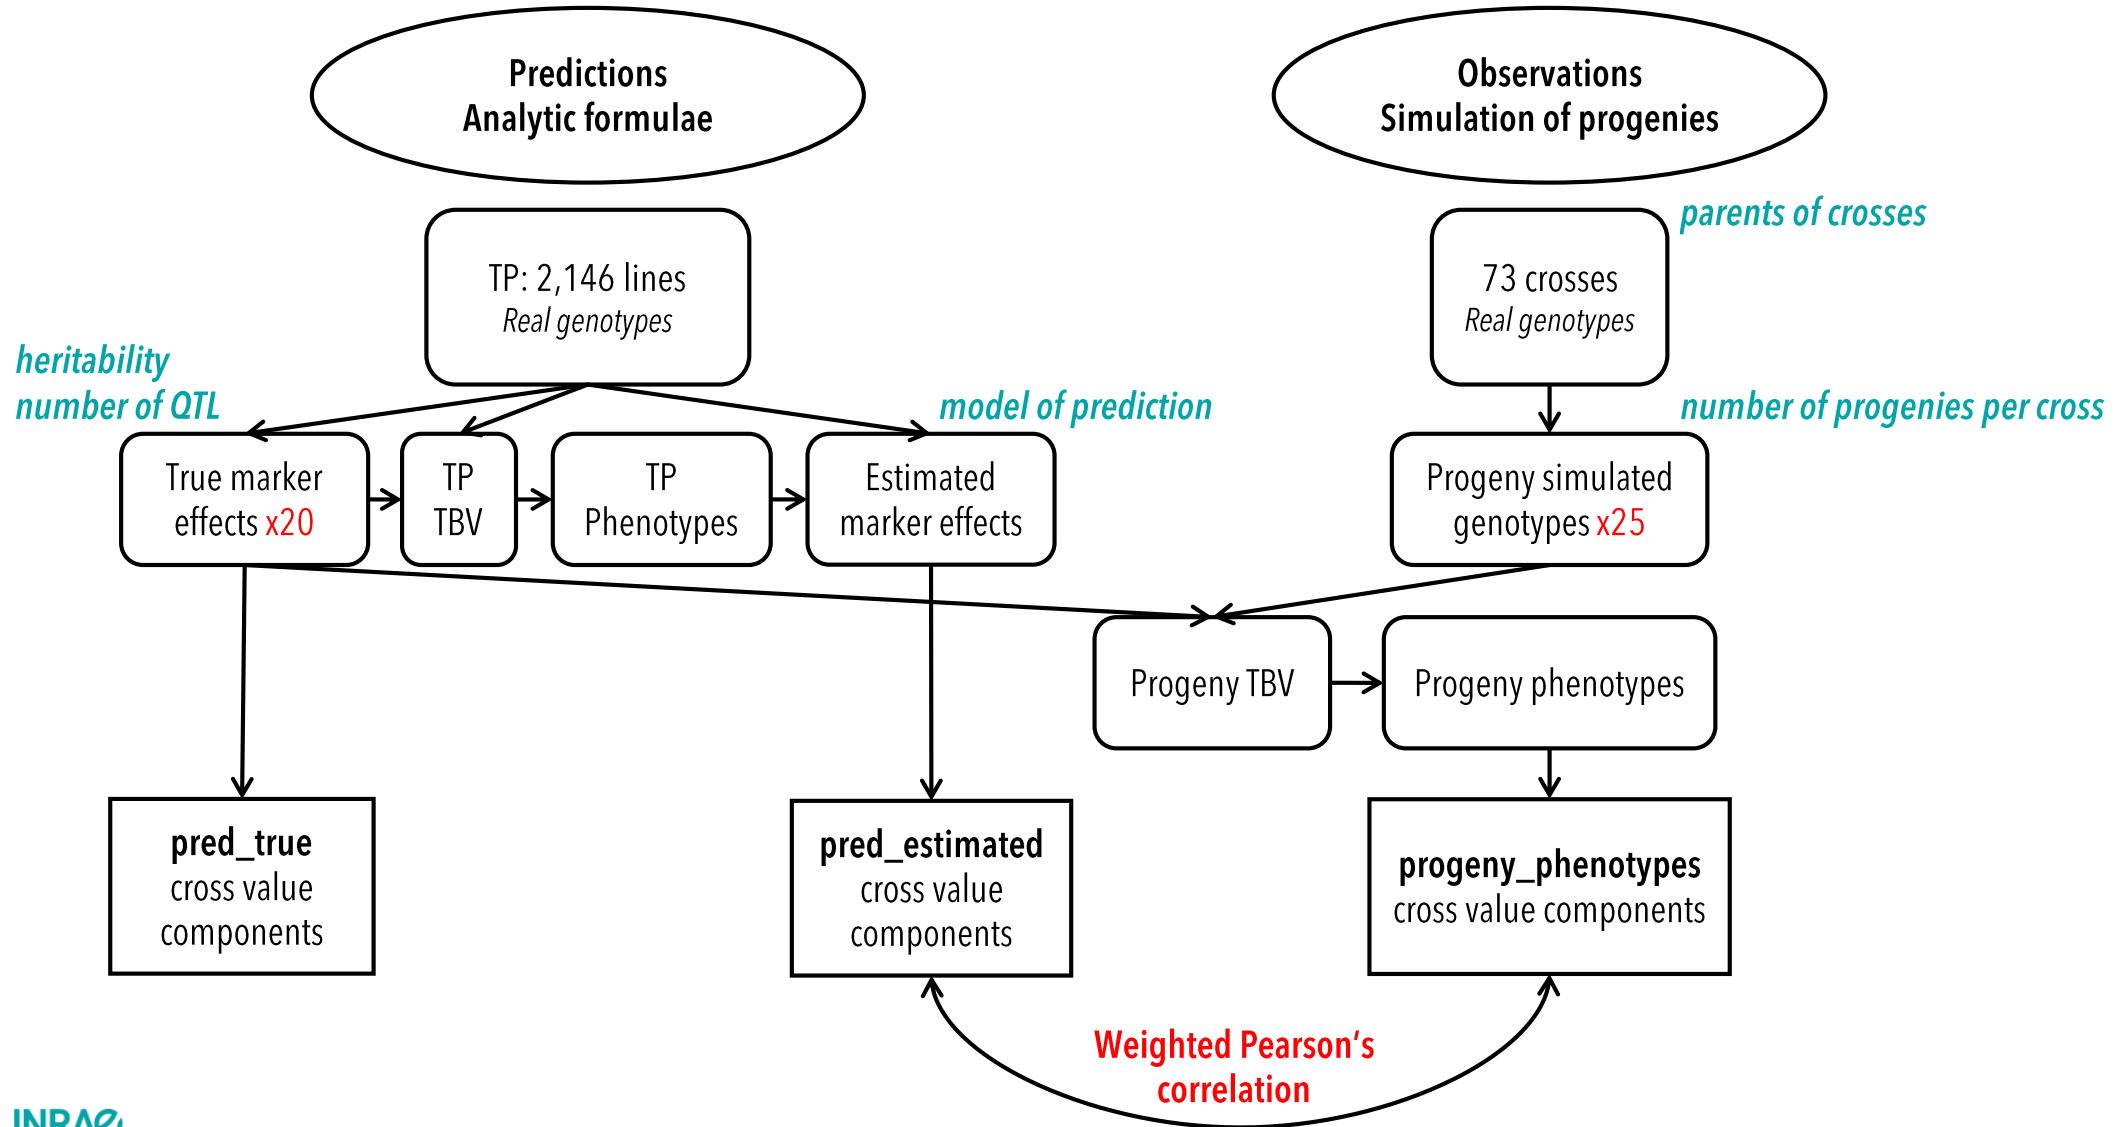 Predictions
Analytic formulae
Observations
Simulation of progenies
parents of crosses
TP: 2,146 lines
Real genotypes
73 crosses
Real genotypes
heritability
number of QTL
model of prediction
number of progenies per cross
True marker
effects x20
TP
TBV
TP
Phenotypes
Estimated
marker effects
Progeny simulated
genotypes x25
Progeny TBV
Progeny phenotypes
pred_true
cross value
components
pred_estimated
cross value
components
progeny_phenotypes
cross value components
Weighted Pearson‘s
correlation
INRAE